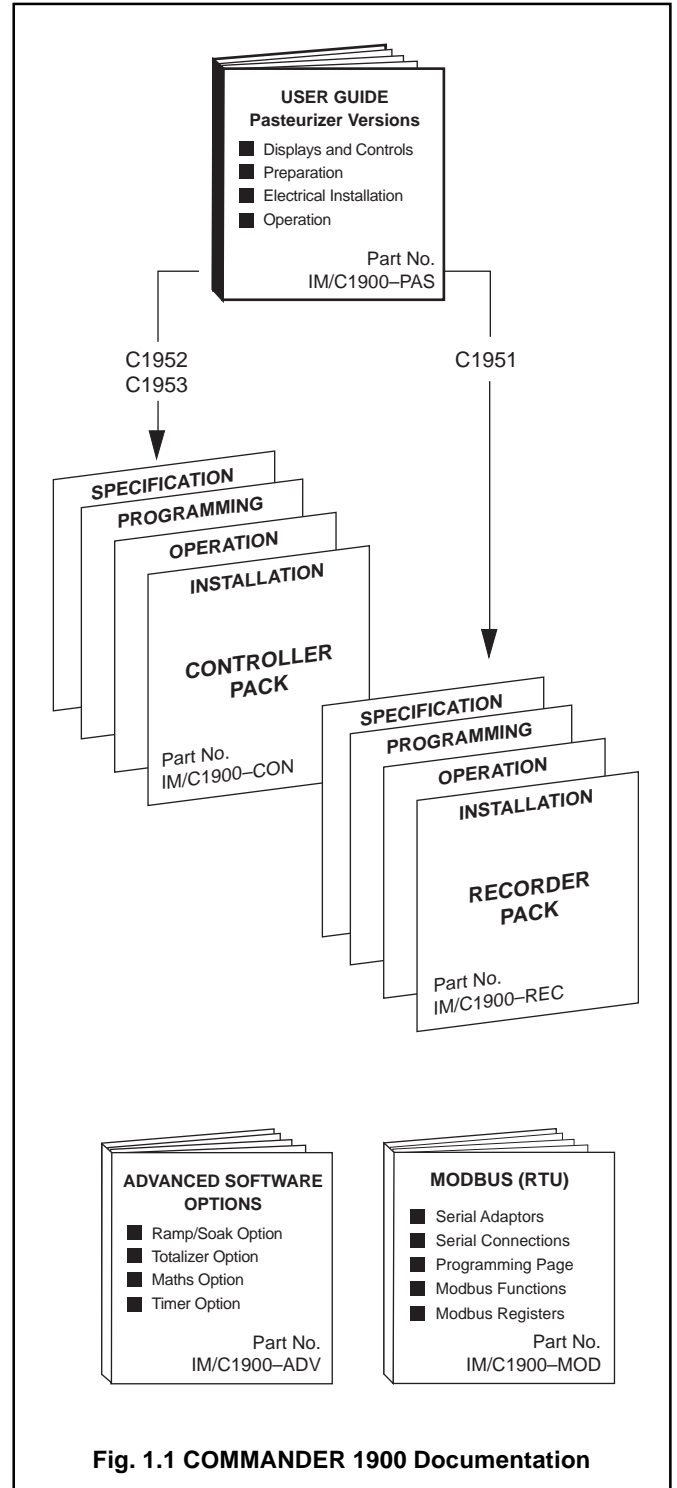 USER GUIDE
Pasteurizer Versions
■ Displays and Controls
■ Preparation
■ Electrical Installation
■ Operation
Part No.
IM/C1900–PAS
C1952
C1953
C1951
SPECIFICATION
PROGRAMMING
OPERATION
INSTALLATION
CONTROLLER
PACK
Part No.
IM/C1900–CON
SPECIFICATION
PROGRAMMING
OPERATION
INSTALLATION
RECORDER
PACK
Part No.
IM/C1900–REC
ADVANCED SOFTWARE
OPTIONS
■ Ramp/Soak Option
■ Totalizer Option
■ Maths Option
■ Timer Option
Part No.
IM/C1900–ADV
MODBUS (RTU)
■ Serial Adaptors
■ Serial Connections
■ Programming Page
■ Modbus Functions
■ Modbus Registers
Part No.
IM/C1900–MOD
Fig. 1.1 COMMANDER 1900 Documentation